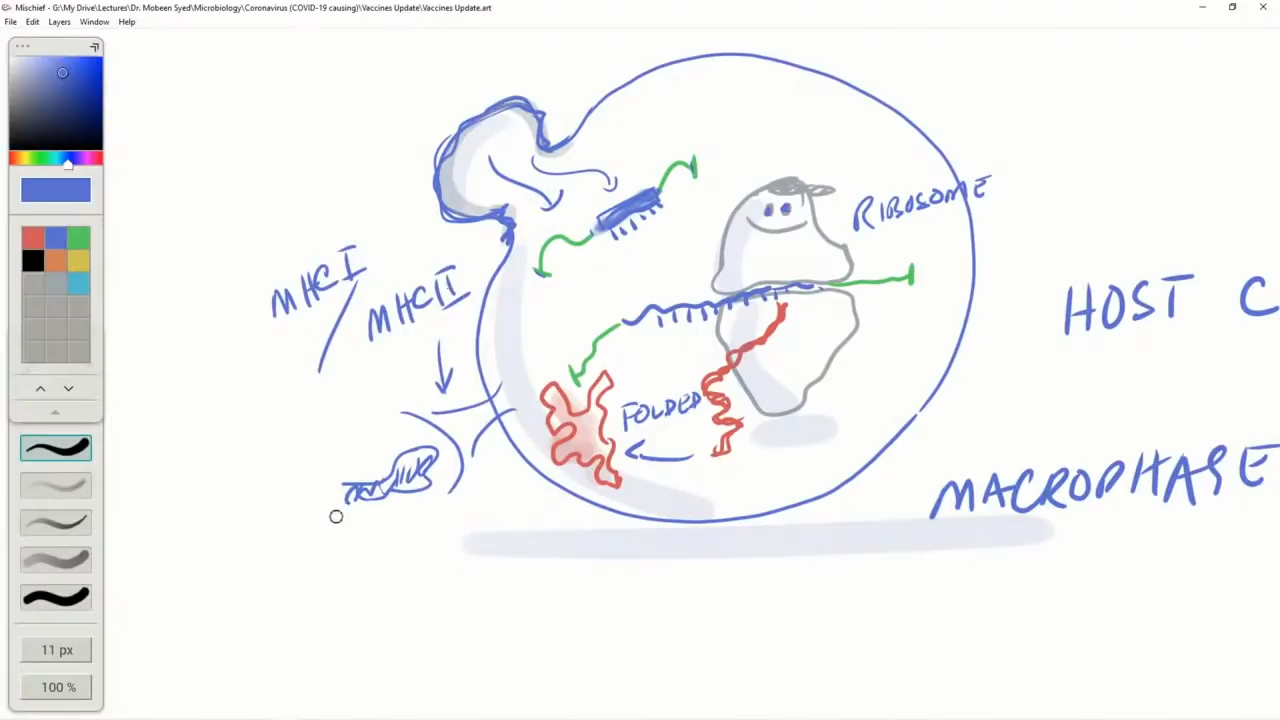 Mischief - G:\My Drive\Lectures\Dr. Mobeen Syed\Microbiology\Coronavirus (COVID-19 causing)\Vaccines Update\Vaccines Update.art
File Edit Layers Window Help
RIBOSOME
MHC I
MHC II
HOST C
FOLDED
MACROPHAGE
11 px
100 %